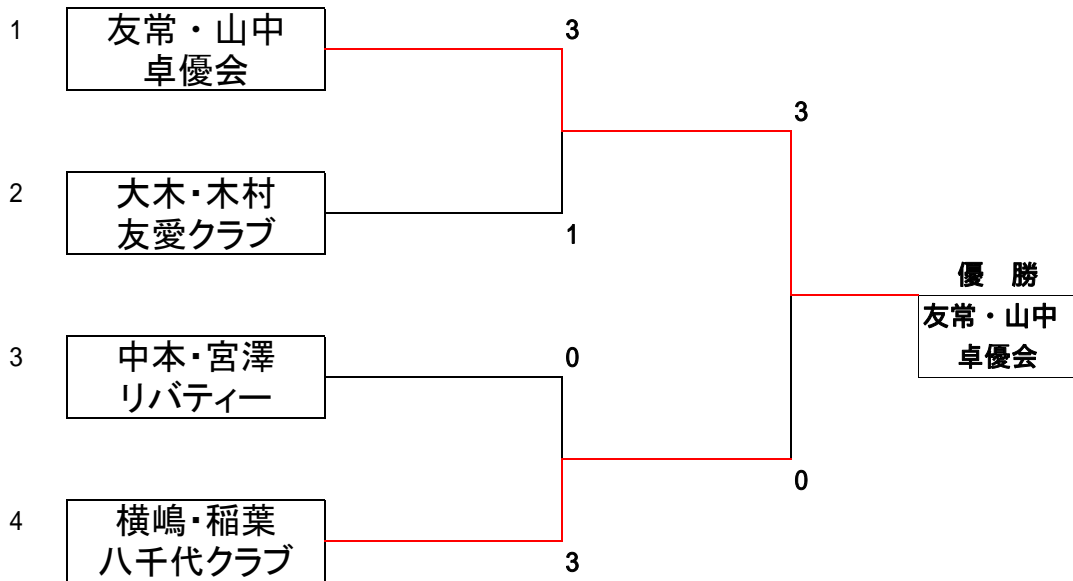 1
友常・山中
卓優会
3
3
2
大木・木村
友愛クラブ
1
優　勝
友常・山中
卓優会
3
中本・宮澤
リバティー
0
0
4
横嶋・稲葉
八千代クラブ
3